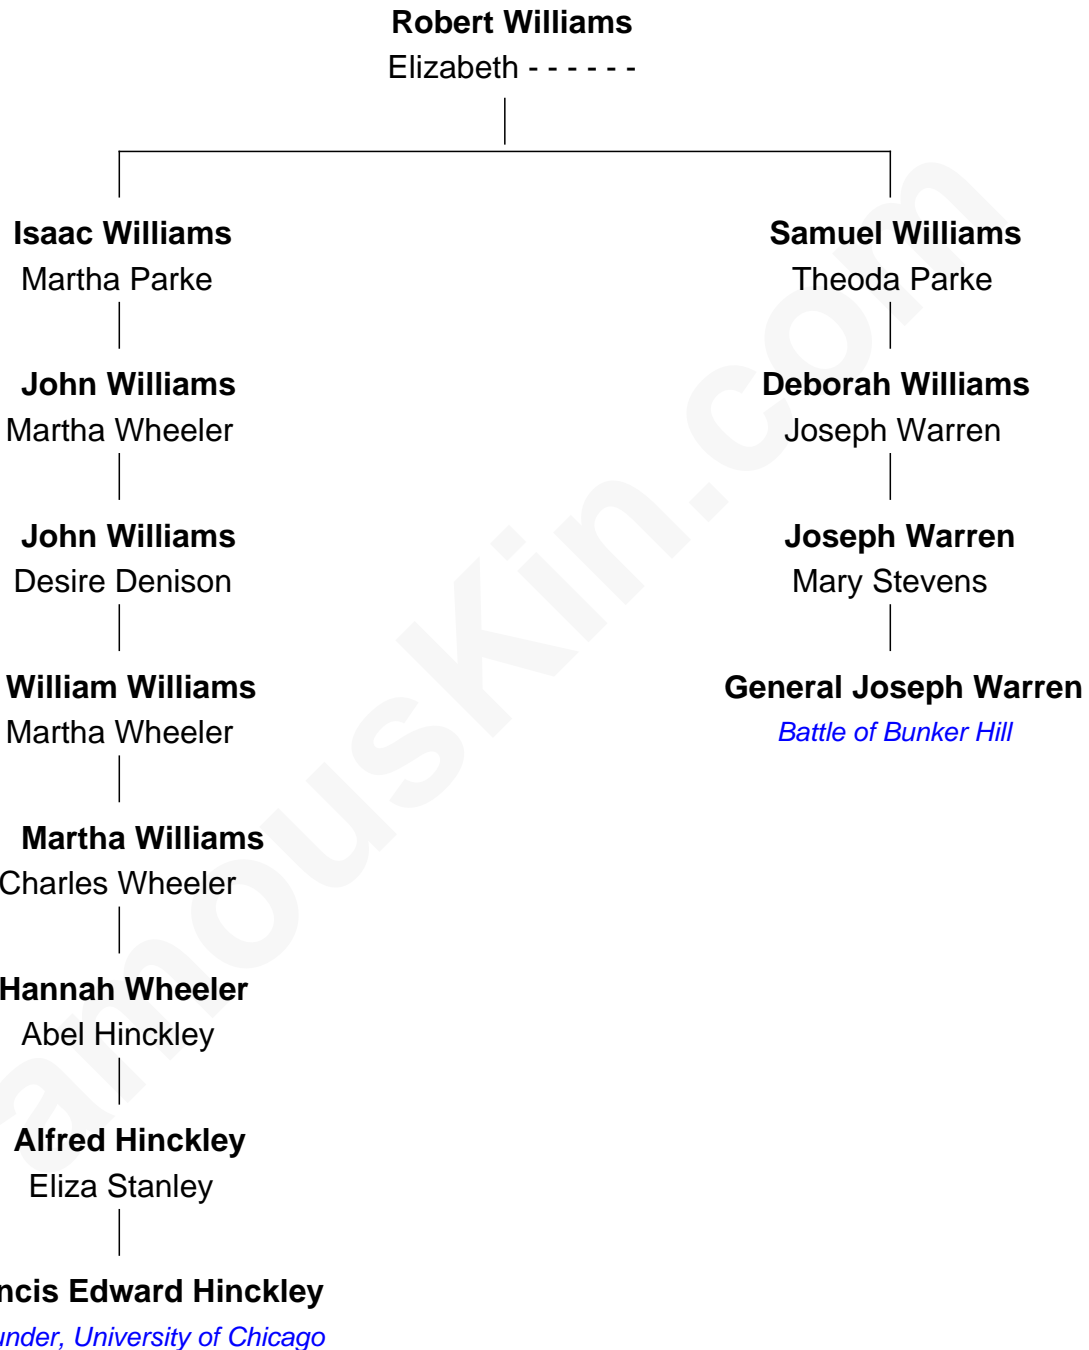 Robert Williams
Elizabeth - - - - - -
Isaac Williams
Martha Parke
John Williams
Martha Wheeler
John Williams
Desire Denison
William Williams
Martha Wheeler
Martha Williams
Charles Wheeler
Hannah Wheeler
Abel Hinckley
Alfred Hinckley
Eliza Stanley
ncis Edward Hinckley
under, University of Chicago
Samuel Williams
Theoda Parke
Deborah Williams
Joseph Warren
Joseph Warren
Mary Stevens
General Joseph Warren
Battle of Bunker Hill
amouskin.com